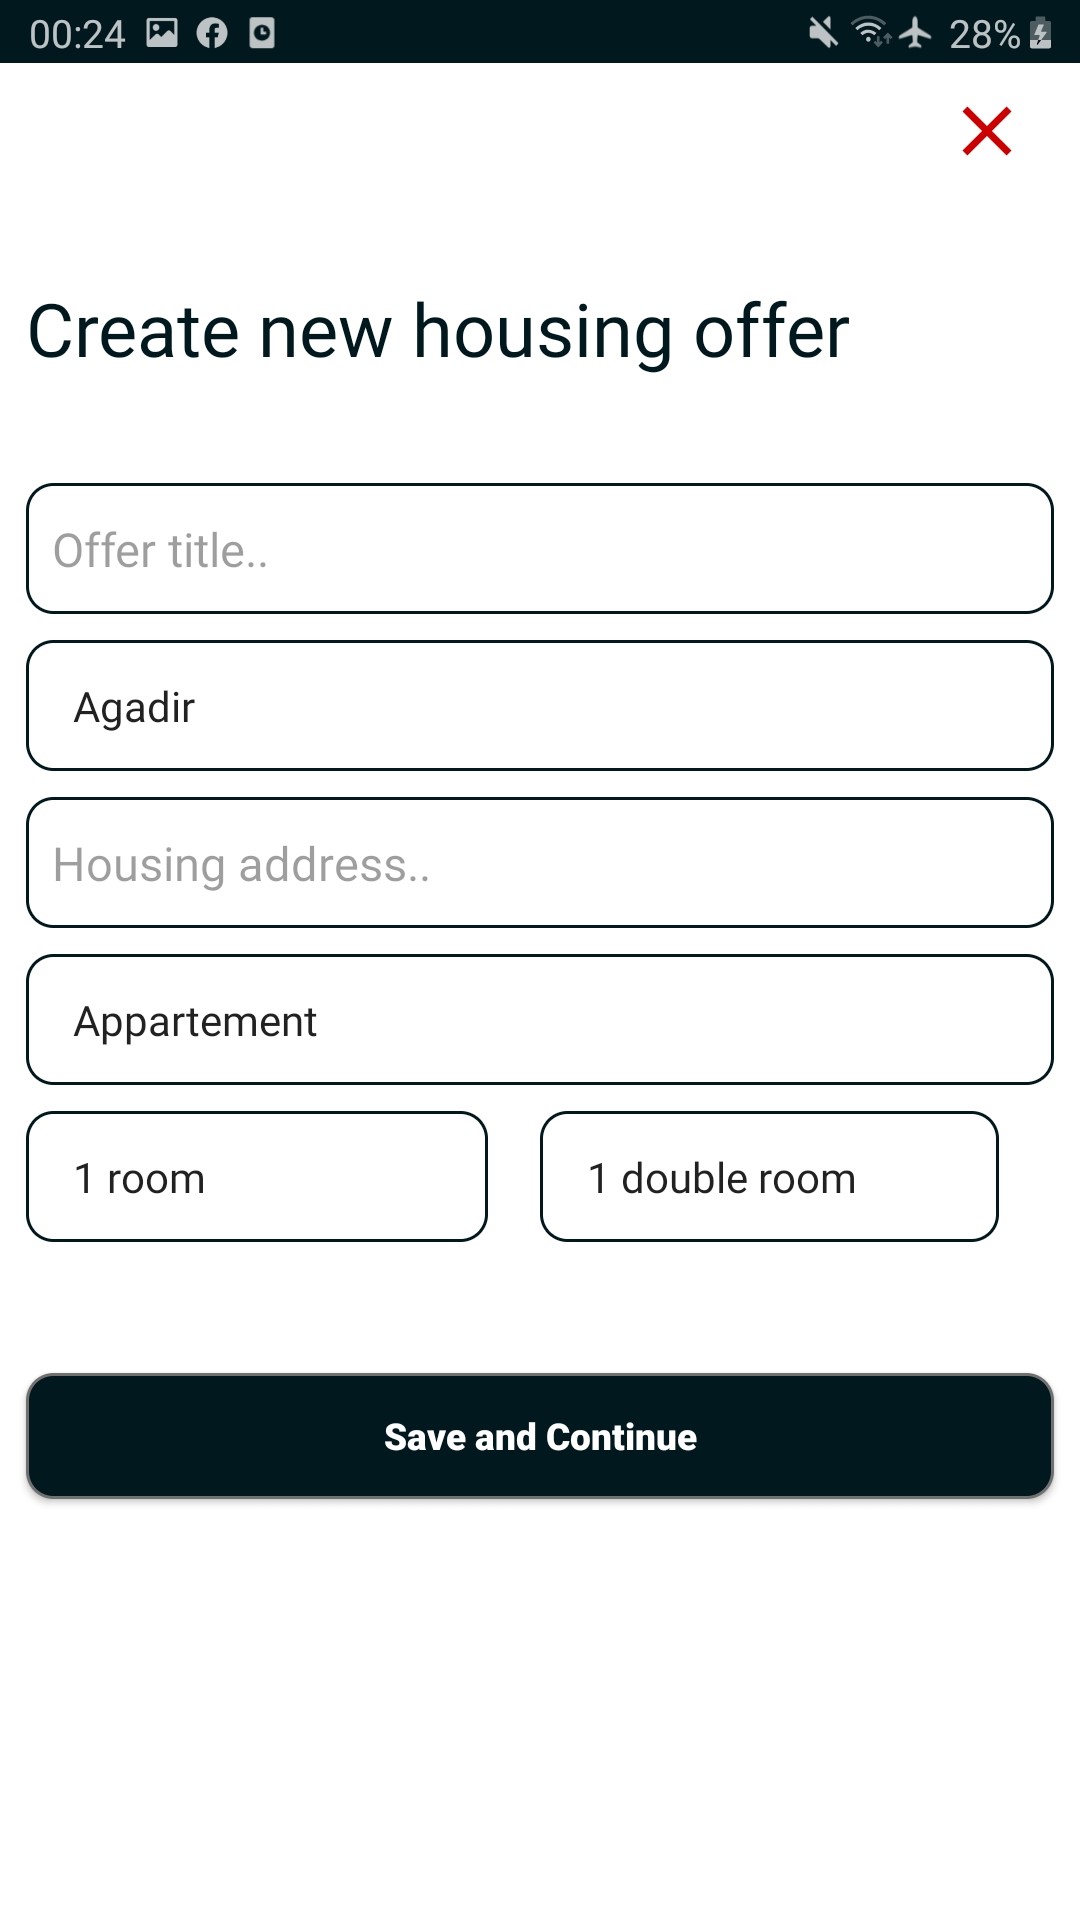 00:24 28%
Create new housing offer
Offer title..
Agadir
Housing address..
Appartement
1 room 1 double room
Save and Continue